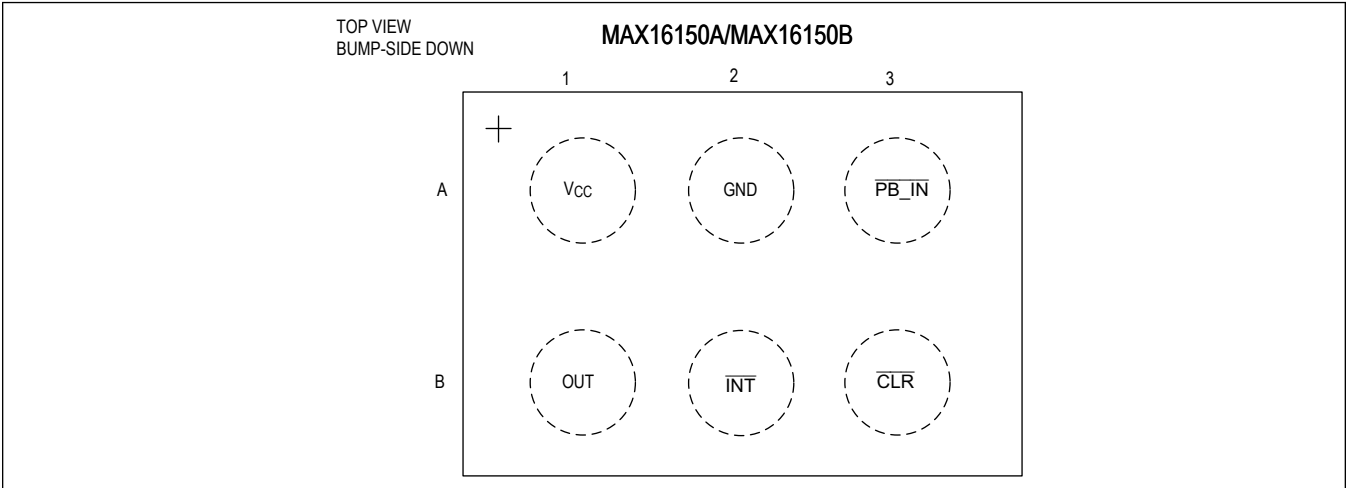 TOP VIEW
BUMP-SIDE DOWN
MAX16150A/MAX16150B
1 2 3
A VCC GND PB_IN
B OUT INT CLR